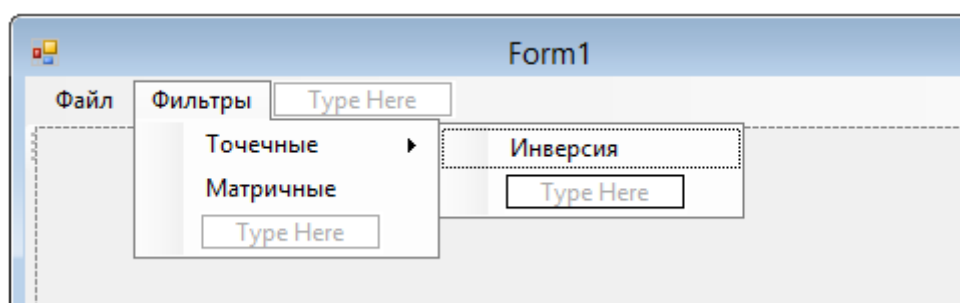 Form1
Файл Фильтры Type Here
Точечные Инверсия
Матричные Type Here
Type Here